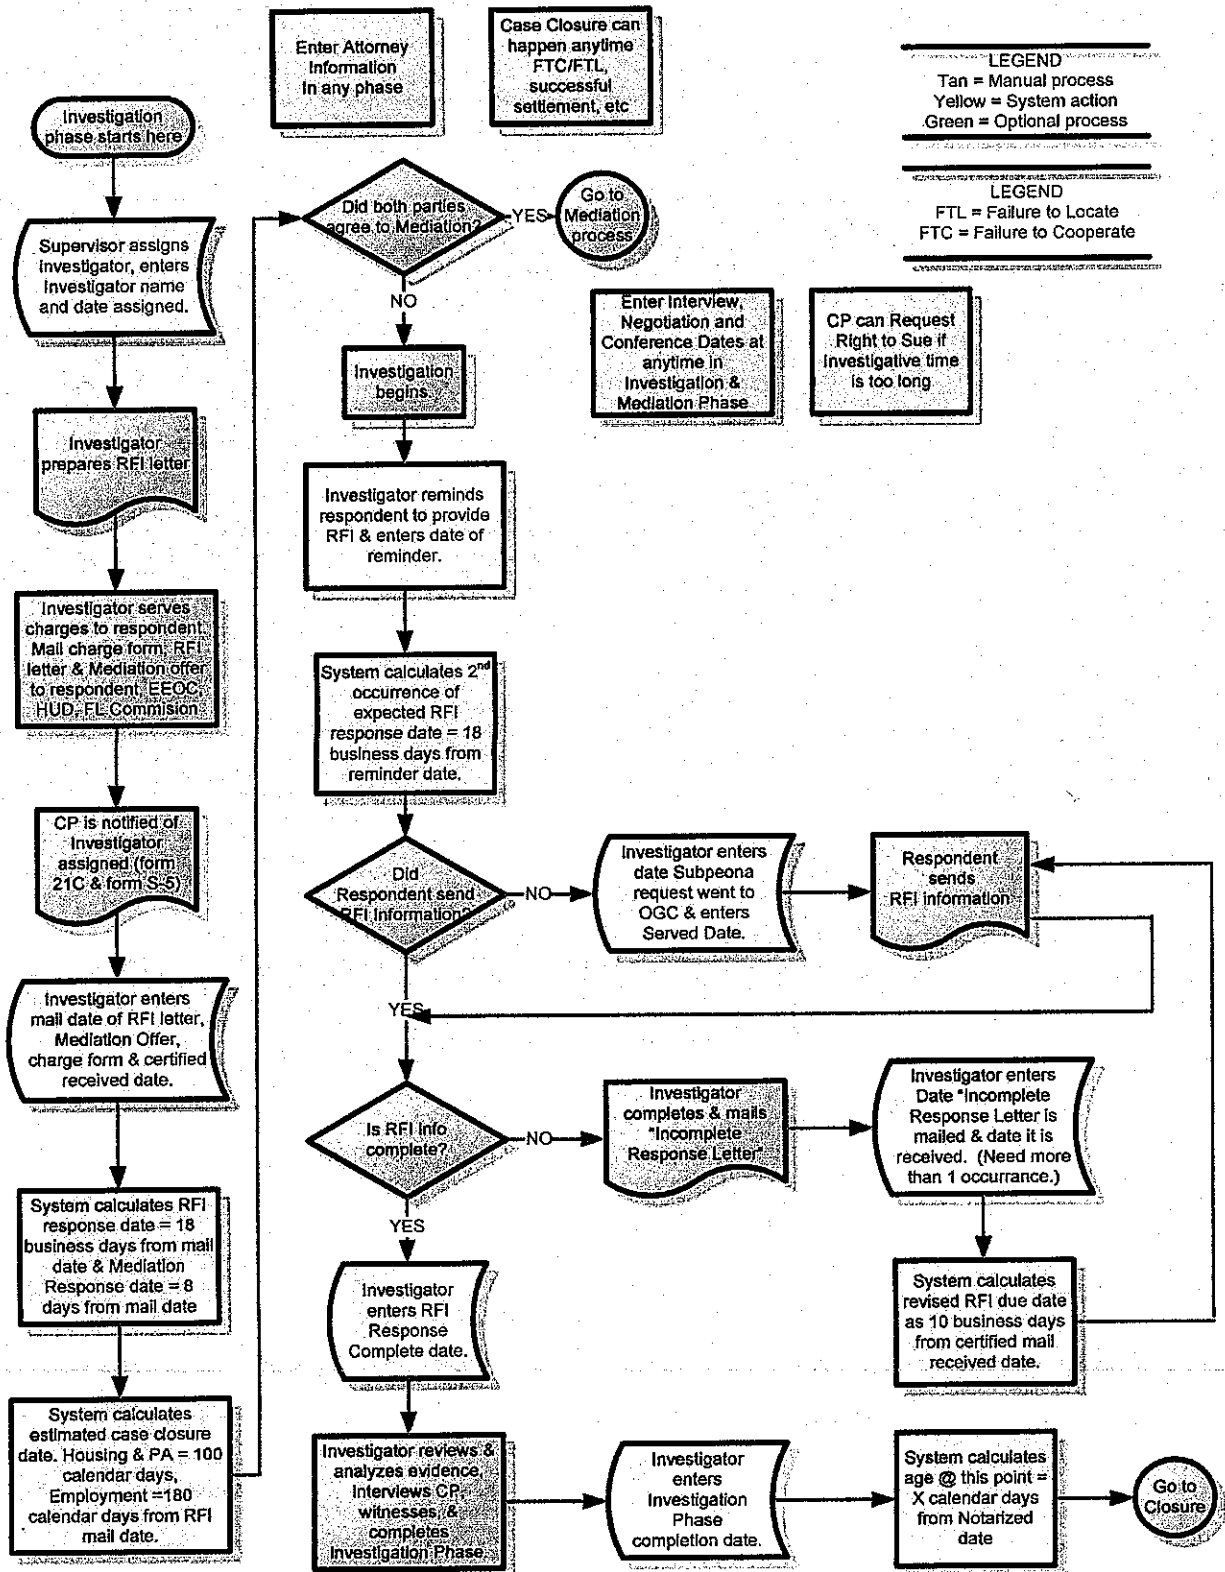 Enter Attorney
Information
In any phase
Case Closure can
happen anytime
FTC/FTL,
successful
settlement, etc
LEGEND
Tan = Manual process
Yellow = System action
Green = Optional process
LEGEND
FTL = Failure to Locate
FTC = Failure to Cooperate
Investigation
phase starts here
Supervisor assigns
Investigator, enters
Investigator name
and date assigned.
Investigator
prepares RFI letter
Investigator serves
charges to respondent.
Mail charge form, RFI
letter & Mediation offer
to respondent, EEOC,
HUD, FL Commision
CP is notified of
Investigator
assigned (form
21C & form S-5)
Investigator enters
mail date of RFI letter,
Mediation Offer,
charge form & certified
received date.
System calculates RFI
response date = 18
business days from mail
date & Mediation
Response date = 8
days from mail date
System calculates
estimated case closure
date. Housing & PA = 100
calendar days,
Employment =180
calendar days from RFI
mail date.
Did both parties
agree to Mediation?
YES
Go to
Mediation
process
NO
Investigation
begins
Enter Interview,
Negotiation and
Conference Dates at
anytime in
Investigation &
Mediation Phase
CP can Request
Right to Sue if
Investigative time
is too long
Investigator reminds
respondent to provide
RFI & enters date of
reminder.
System calculates 2nd
occurrence of
expected RFI
response date = 18
business days from
reminder date.
Did
Respondent send
RFI Information?
NO
Investigator enters
date Subpeona
request went to
OGC & enters
Served Date.
Respondent
sends
RFI information
YES
Is RFI info
complete?
NO
Investigator
completes & mails
"Incomplete
Response Letter"
Investigator enters
Date "Incomplete
Response Letter is
mailed & date it is
received. (Need more
than 1 occurrance.)
System calculates
revised RFI due date
as 10 business days
from certified mail
received date.
YES
Investigator
enters RFI
Response
Complete date.
Investigator reviews &
analyzes evidence,
Interviews CP,
witnesses, &
completes
Investigation Phase.
Investigator
enters
Investigation
Phase
completion date.
System calculates
age @ this point =
X calendar days
from Notarized
date
Go to
Closure